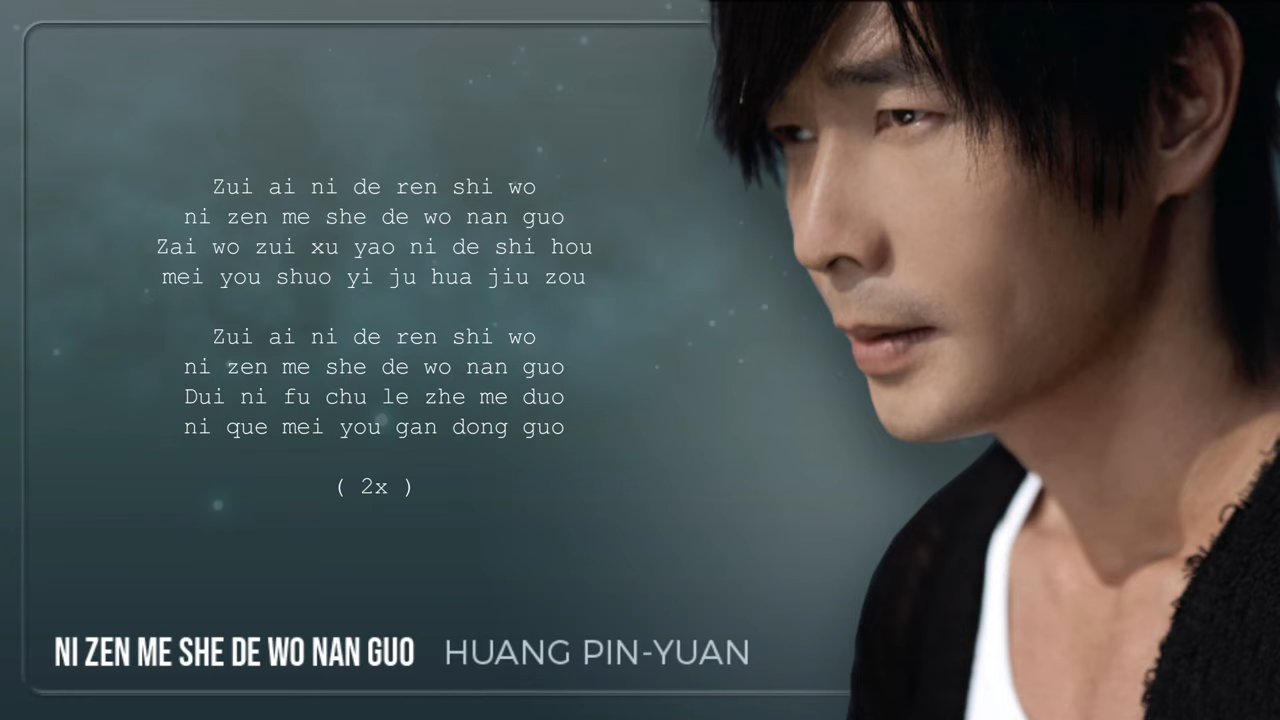 Zui ai ni de ren shi wo
ni zen me she de wo nan guo
Zai wo zui xu yao ni de shi hou
mei you shuo yi ju hua jiu zou
Zui ai ni de ren shi wo
ni zen me she de wo nan guo
Dui ni fu chu le zhe me duo
ni que mei you gan dong guo
( 2x )
NI ZEN ME SHE DE WO NAN GUO HUANG PIN-YUAN